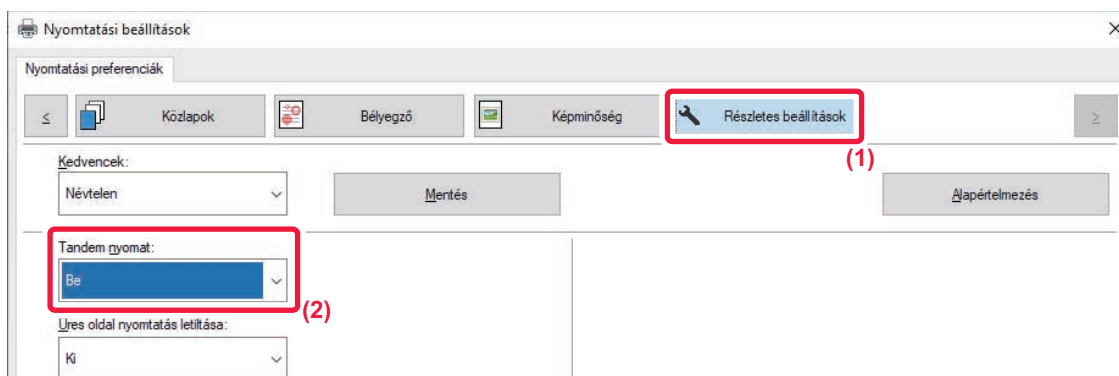 Nyomtatási beállítások
Nyomtatási preferenciák
< Közlapok Bélyegző Képminőség Részletes beállítások >
(1)
Kedvencek:
Névtelen Mentés Alapértelmezés
Tandem nyomat:
Be
(2)
Üres oldal nyomtatás letiltása:
Ki